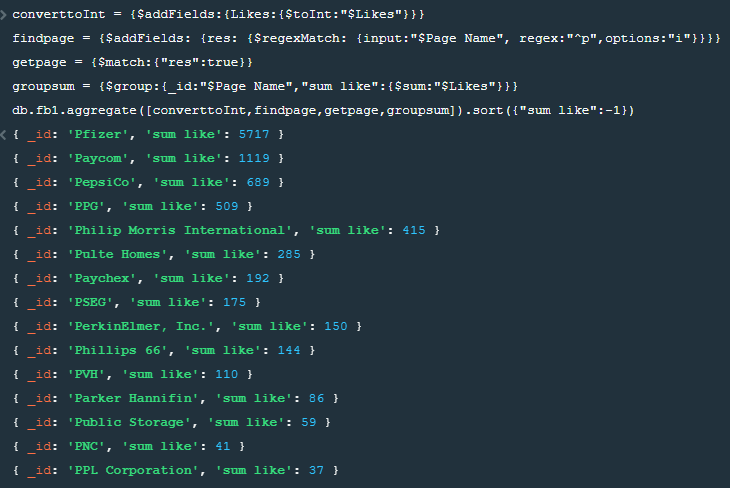 > converttoInt = {$addFields:{Likes:{$toInt:"$Likes"}}}
findpage = {$addFields: {res: {$regexMatch: {input:"$Page Name", regex:"^p",options:"i"}}}}
getpage = {$match:{"res":true}}
groupsum = {$group:{_id:"$Page Name","sum like":{$sum:"$Likes"}}}
db.fb1.aggregate([converttoInt,findpage,getpage,groupsum]).sort({"sum like":-1})
< { _id: 'Pfizer', 'sum like': 5717 }
{ _id: 'Paycom', 'sum like': 1119 }
{ _id: 'PepsiCo', 'sum like': 689 }
{ _id: 'PPG', 'sum like': 509 }
{ _id: 'Philip Morris International', 'sum like': 415 }
{ _id: 'Pulte Homes', 'sum like': 285 }
{ _id: 'Paychex', 'sum like': 192 }
{ _id: 'PSEG', 'sum like': 175 }
{ _id: 'PerkinElmer, Inc.', 'sum like': 150 }
{ _id: 'Phillips 66', 'sum like': 144 }
{ _id: 'PVH', 'sum like': 110 }
{ _id: 'Parker Hannifin', 'sum like': 86 }
{ _id: 'Public Storage', 'sum like': 59 }
{ _id: 'PNC', 'sum like': 41 }
{ _id: 'PPL Corporation', 'sum like': 37 }